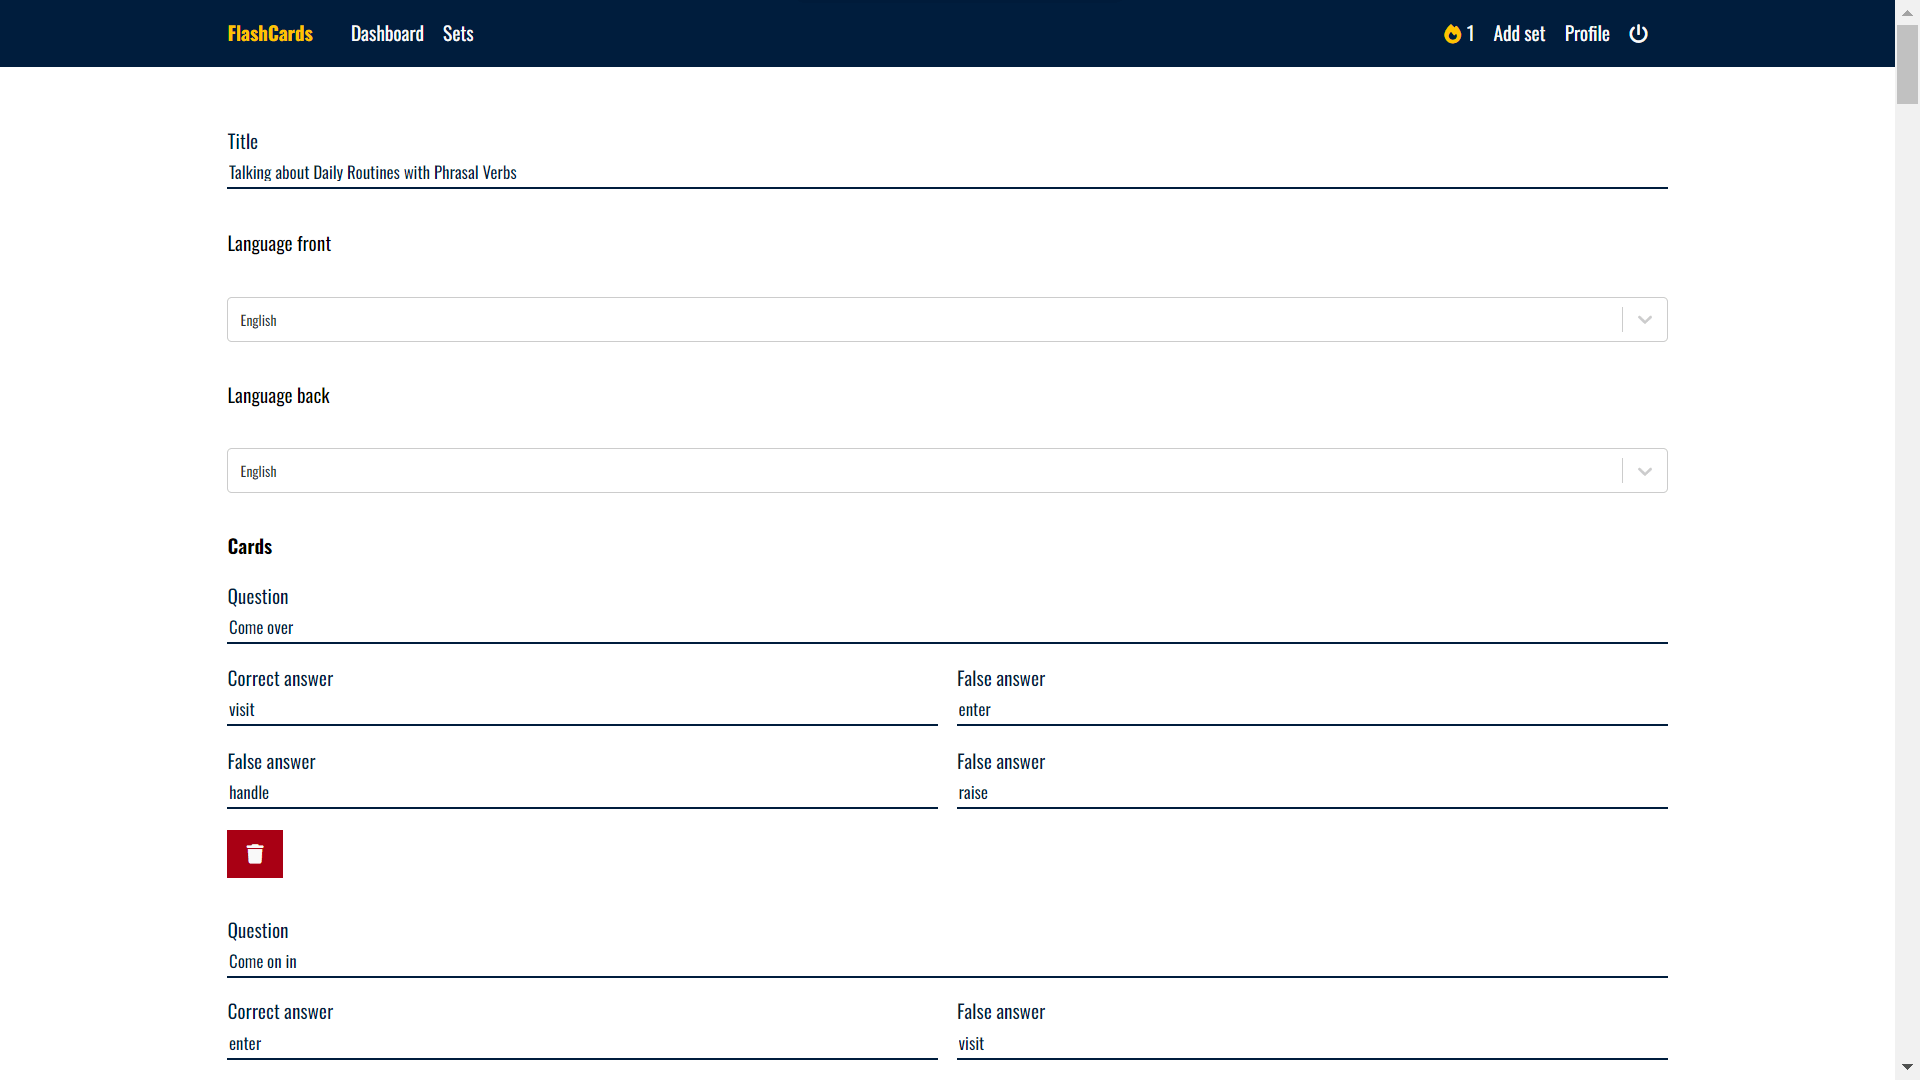 FlashCards Dashboard Sets 1 Add set Profile
Title
Talking about Daily Routines with Phrasal Verbs
Language front
English
Language back
English
Cards
Question
Come over
Correct answer False answer
visit enter
False answer False answer
handle raise
Question
Come on in
Correct answer False answer
enter visit